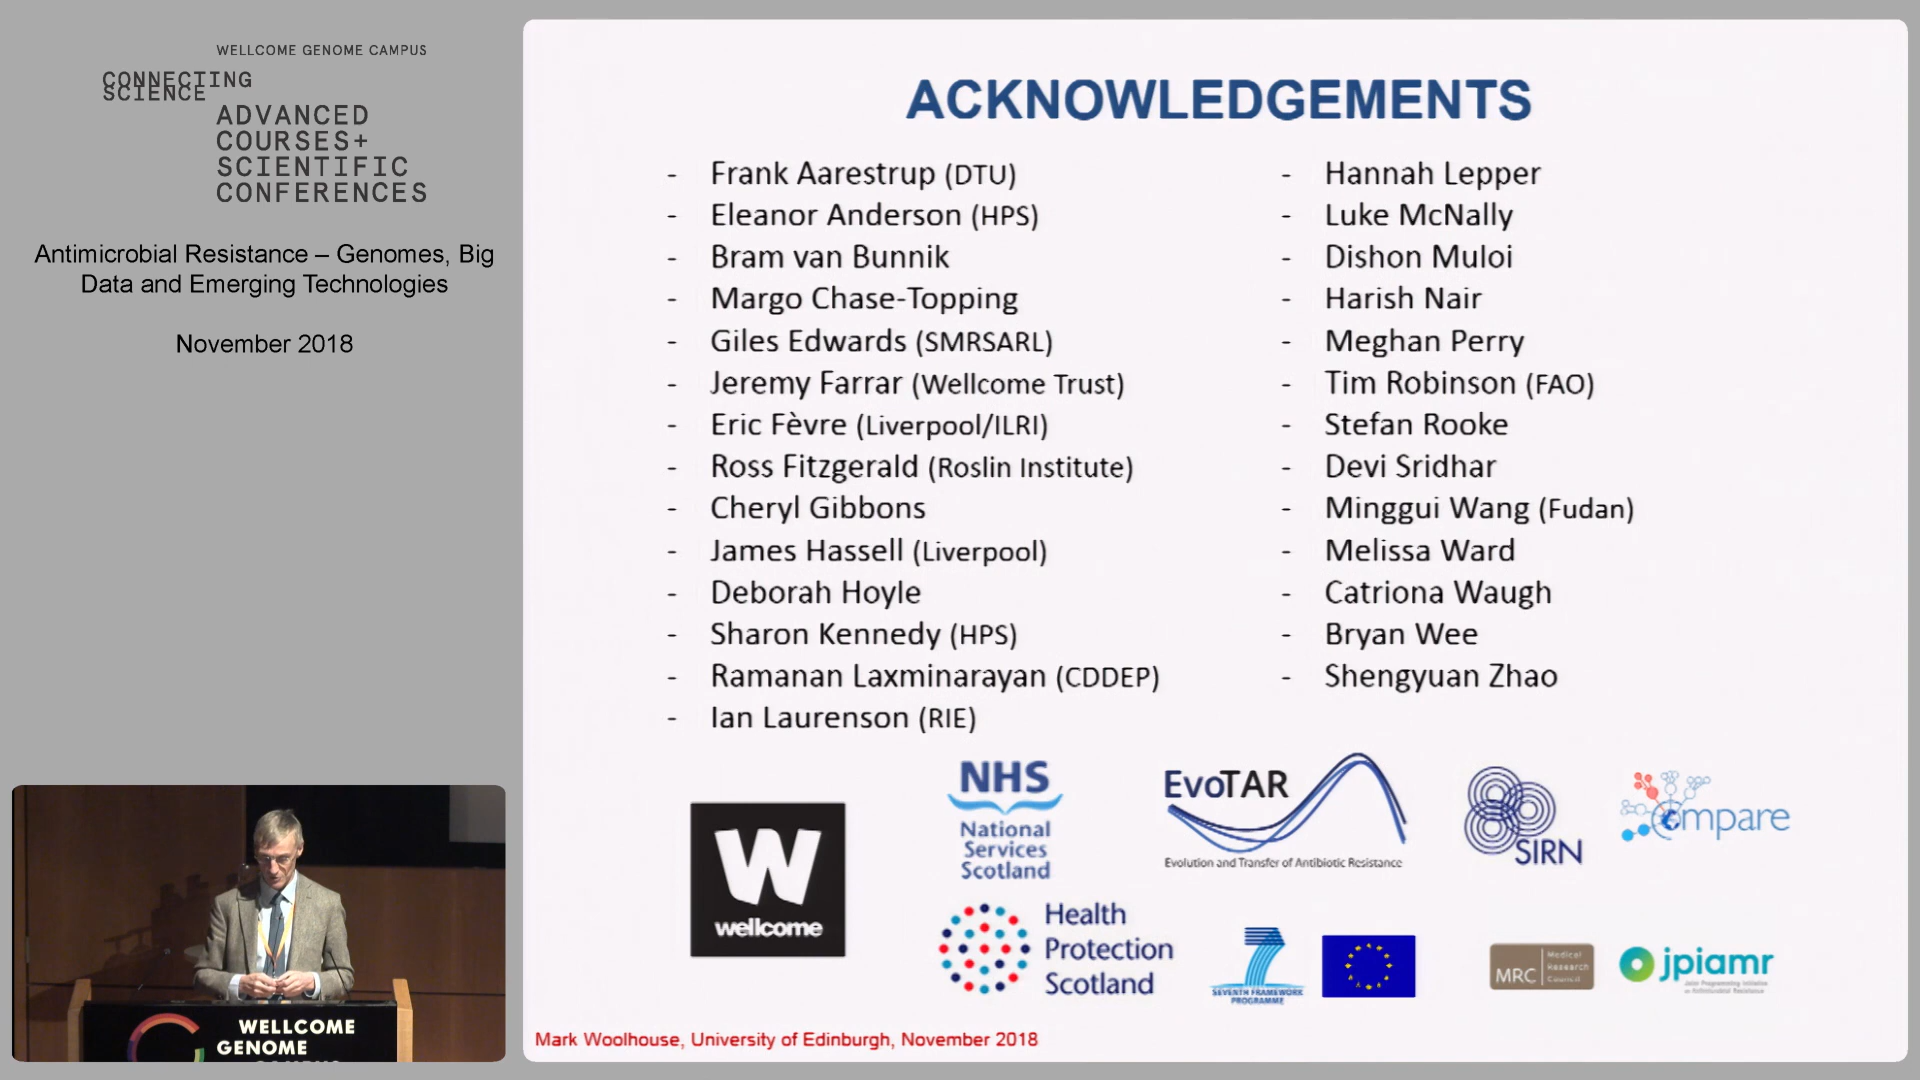 WELLCOME GENOME CAMPUS
CONNECTING
SCIENCE
ADVANCED
COURSES+
SCIENTIFIC
CONFERENCES
Antimicrobial Resistance – Genomes, Big
Data and Emerging Technologies
November 2018
WELLCOME
GENOME
ACKNOWLEDGEMENTS
- Frank Aarestrup (DTU)
- Eleanor Anderson (HPS)
- Bram van Bunnik
- Margo Chase-Topping
- Giles Edwards (SMRSARL)
- Jeremy Farrar (Wellcome Trust)
- Eric Fèvre (Liverpool/ILRI)
- Ross Fitzgerald (Roslin Institute)
- Cheryl Gibbons
- James Hassell (Liverpool)
- Deborah Hoyle
- Sharon Kennedy (HPS)
- Ramanan Laxminarayan (CDDEP)
- Ian Laurenson (RIE)
- Hannah Lepper
- Luke McNally
- Dishon Muloi
- Harish Nair
- Meghan Perry
- Tim Robinson (FAO)
- Stefan Rooke
- Devi Sridhar
- Minggui Wang (Fudan)
- Melissa Ward
- Catriona Waugh
- Bryan Wee
- Shengyuan Zhao
W
wellcome
NHS
National
Services
Scotland
EvoTAR
Evolution and Transfer of Antibiotic Resistance
SIRN
Compare
Health
Protection
Scotland
7
SEVENTH FRAMEWORK
PROGRAMME
MRC
Medical
Research
Council
jpiamr
Joint Programming Initiative
on Antimicrobial Resistance
Mark Woolhouse, University of Edinburgh, November 2018